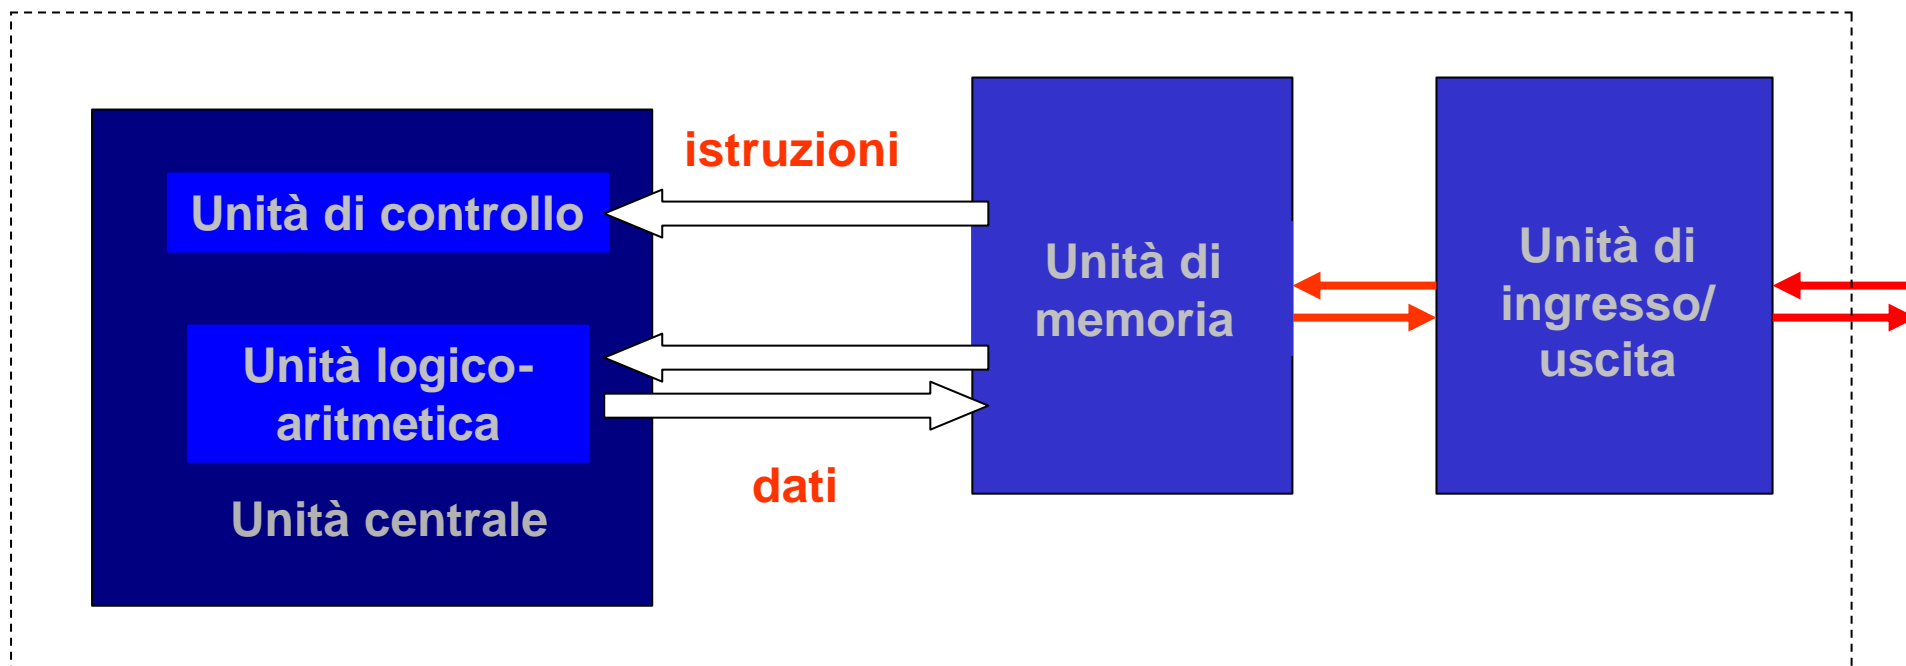 istruzioni
Unità di controllo
Unità logico-
aritmetica
Unità centrale
dati
Unità di
memoria
Unità di
ingresso/
uscita